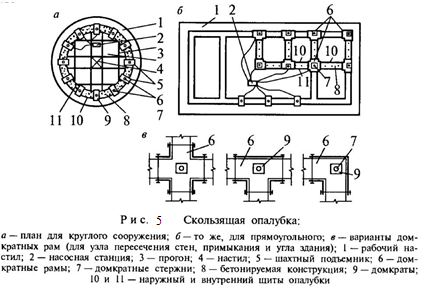 а
1
2
3
4
5
6
7
8
9
10
11
б
1
2
6
10
10
11
7
8
в
6
6
9
6
7
9
Рис. 5 Скользящая опалубка:
а — план для круглого сооружения; б — то же, для прямоугольного; в — варианты дом-
кратных рам (для узла пересечения стен, примыкания и угла здания); 1 — рабочий на-
стил; 2 — насосная станция; 3 — прогон; 4 — настил; 5 — шахтный подъемник; 6 — дом-
кратные рамы; 7 — домкратные стержни; 8 — бетонируемая конструкция; 9 — домкраты;
10 и 11 — наружный и внутренний щиты опалубки